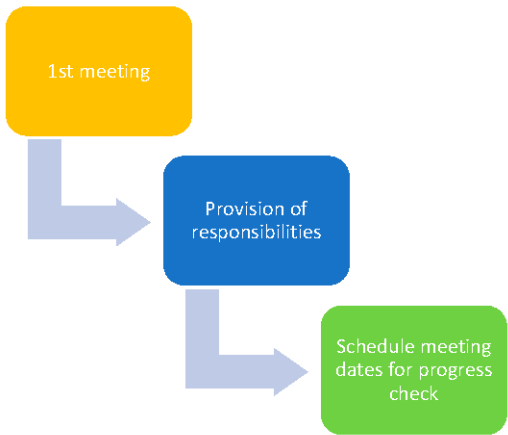 1st meeting
Provision of
responsibilities
Schedule meeting
dates for progress
check